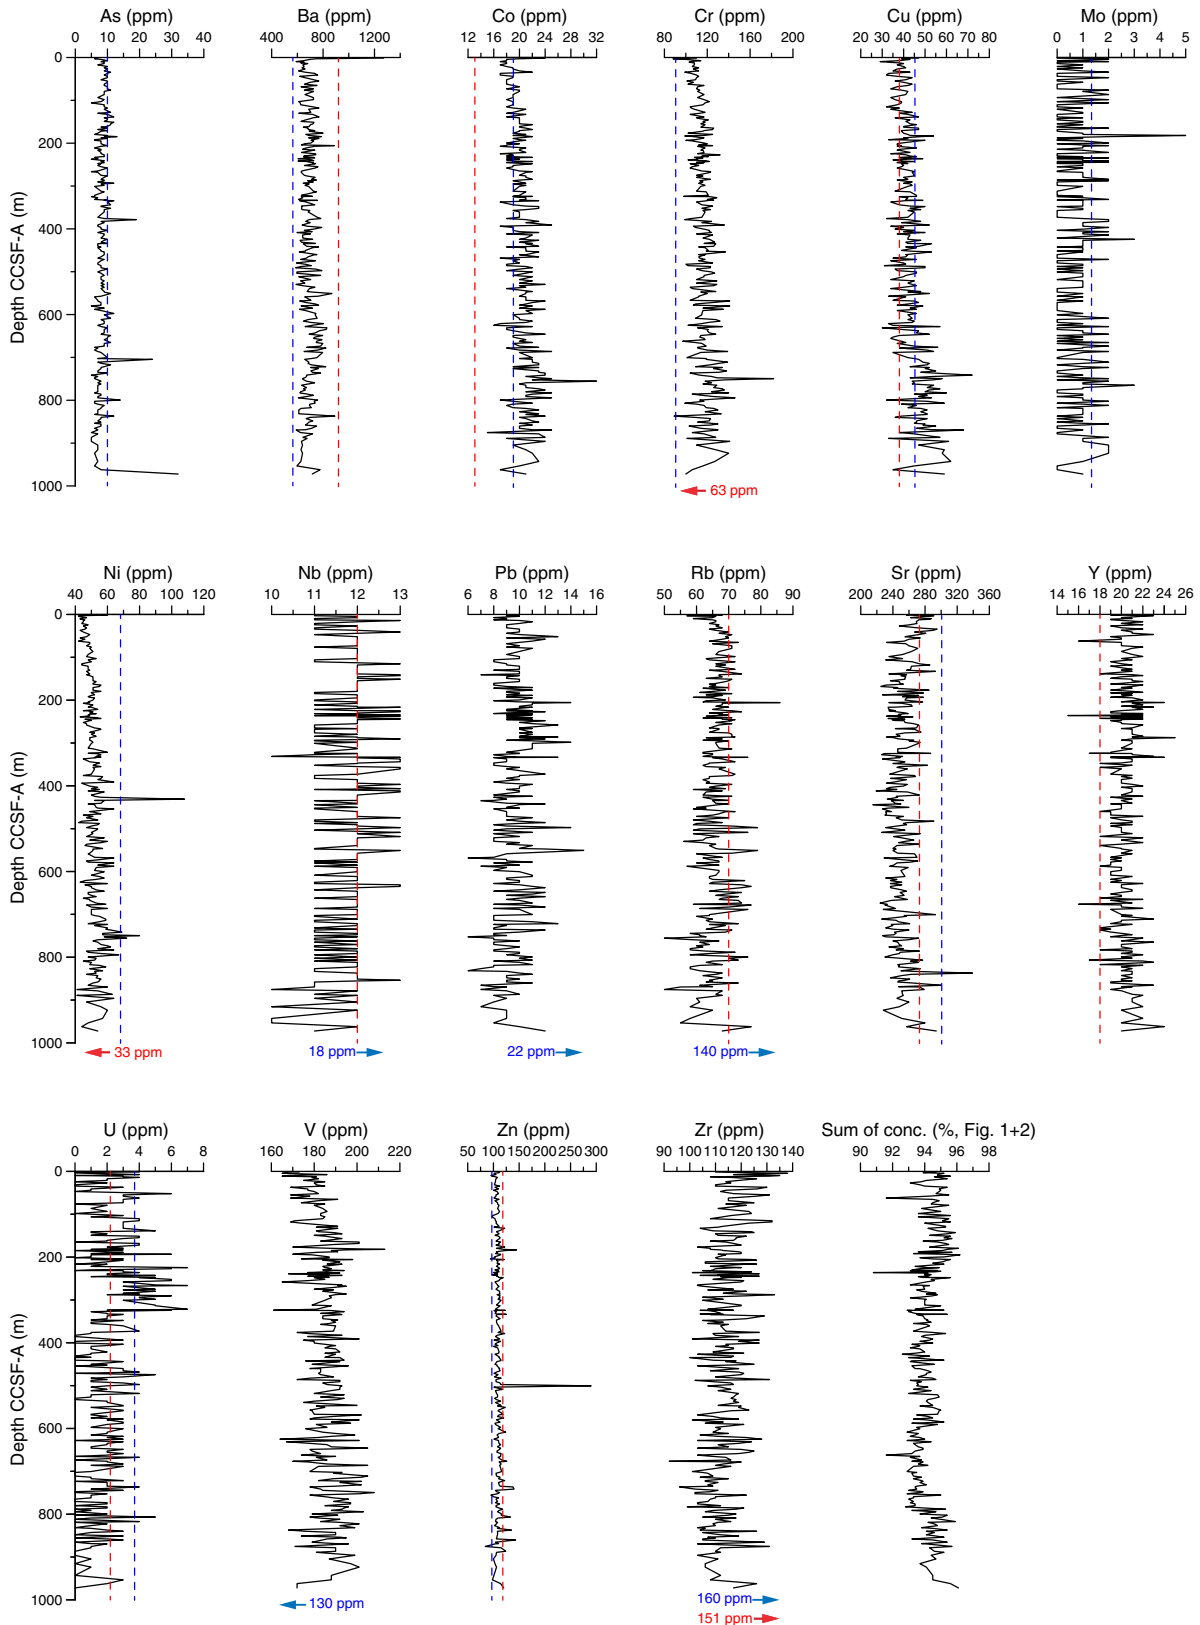 As (ppm) Ba (ppm) Co (ppm) Cr (ppm) Cu (ppm) Mo (ppm)
0 10 20 30 40 400 800 1200 12 16 20 24 28 32 80 120 160 200 20 30 40 50 60 70 80 0 1 2 3 4 5
0
200
400
600
800
1000
Depth CCSF-A (m)
63 ppm
Ni (ppm) Nb (ppm) Pb (ppm) Rb (ppm) Sr (ppm) Y (ppm)
40 60 80 100 120 10 11 12 13 6 8 10 12 14 16 50 60 70 80 90 200 240 280 320 360 14 16 18 20 22 24 26
0
200
400
600
800
1000
Depth CCSF-A (m)
33 ppm 18 ppm 22 ppm 140 ppm
U (ppm) V (ppm) Zn (ppm) Zr (ppm) Sum of conc. (%, Fig. 1+2)
0 2 4 6 8 160 180 200 220 50 100 150 200 250 300 90 100 110 120 130 140 90 92 94 96 98
0
200
400
600
800
1000
Depth CCSF-A (m)
130 ppm 160 ppm
151 ppm